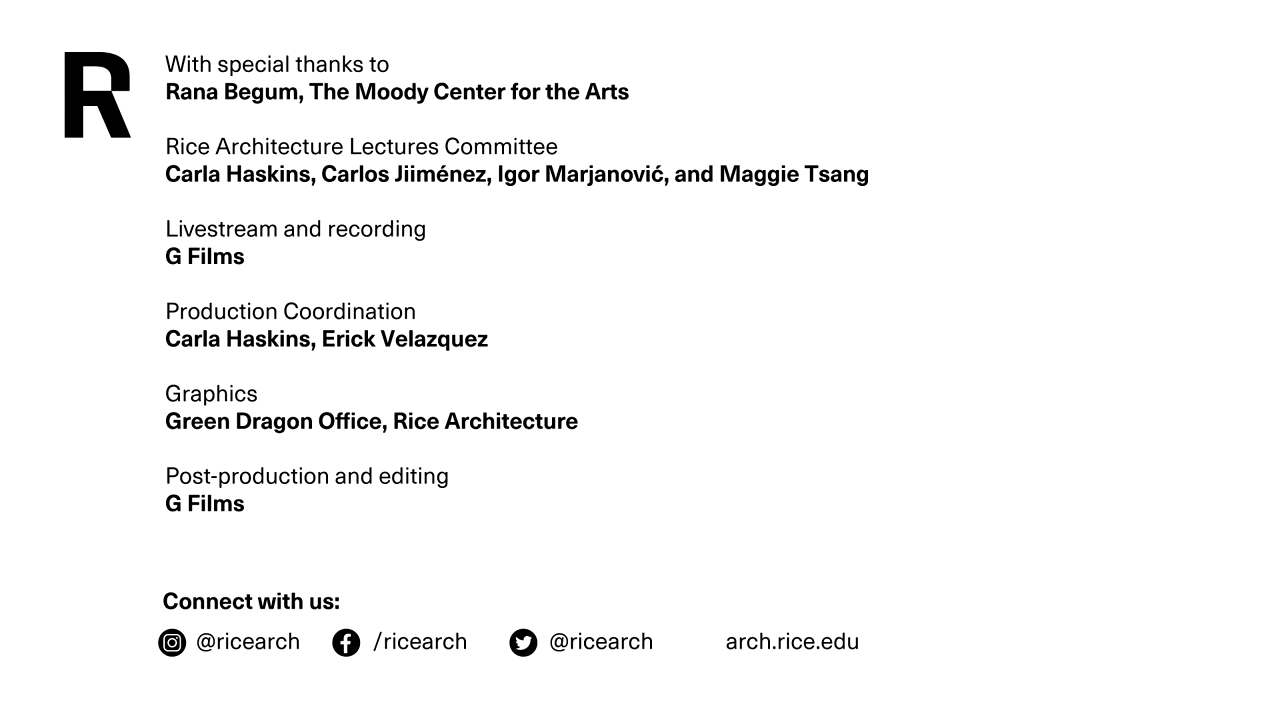 R
With special thanks to
Rana Begum, The Moody Center for the Arts
Rice Architecture Lectures Committee
Carla Haskins, Carlos Jiiménez, Igor Marjanović, and Maggie Tsang
Livestream and recording
G Films
Production Coordination
Carla Haskins, Erick Velazquez
Graphics
Green Dragon Office, Rice Architecture
Post-production and editing
G Films
Connect with us:
@ricearch /ricearch @ricearch arch.rice.edu